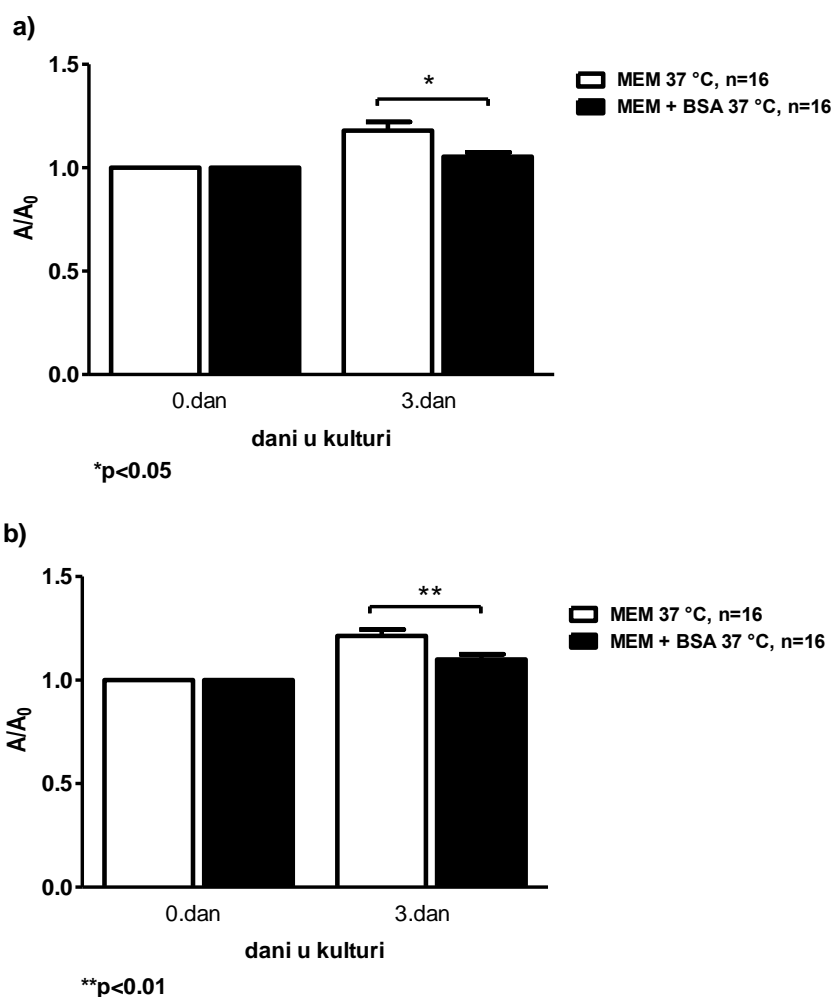 a)
*
MEM 37 °C, n=16
MEM + BSA 37 °C, n=16
1.5
1.0
0.5
0.0
A/A₀
0.dan 3.dan
dani u kulturi
*p<0.05
b)
**
MEM 37 °C, n=16
MEM + BSA 37 °C, n=16
1.5
1.0
0.5
0.0
A/A₀
0.dan 3.dan
dani u kulturi
**p<0.01